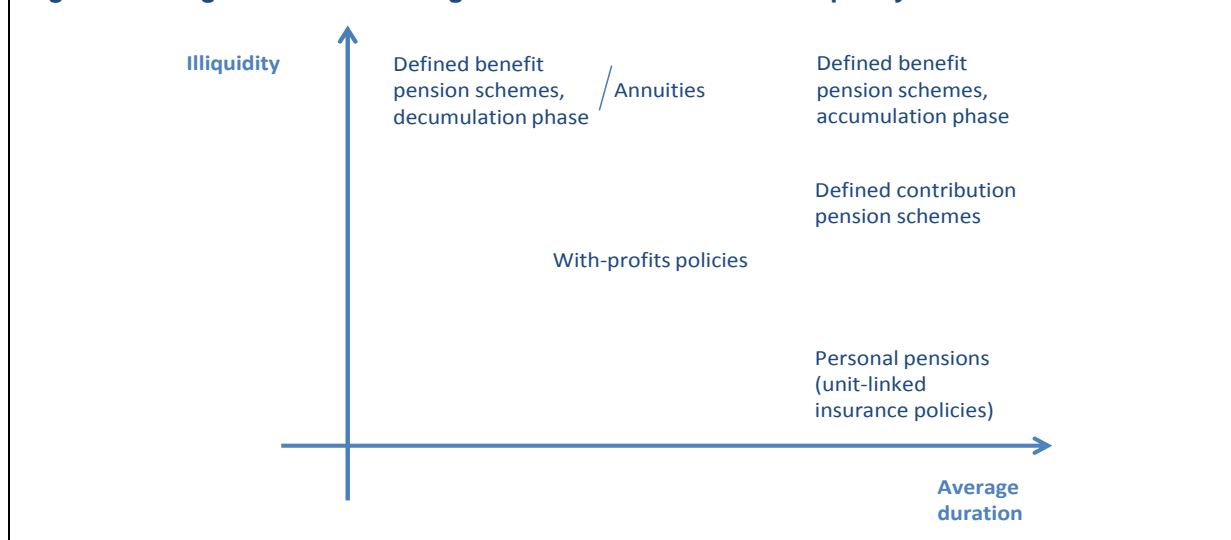 Illiquidity
Defined benefit
pension schemes,
decumulation phase
/ Annuities
Defined benefit
pension schemes,
accumulation phase
Defined contribution
pension schemes
With-profits policies
Personal pensions
(unit-linked
insurance policies)
Average
duration